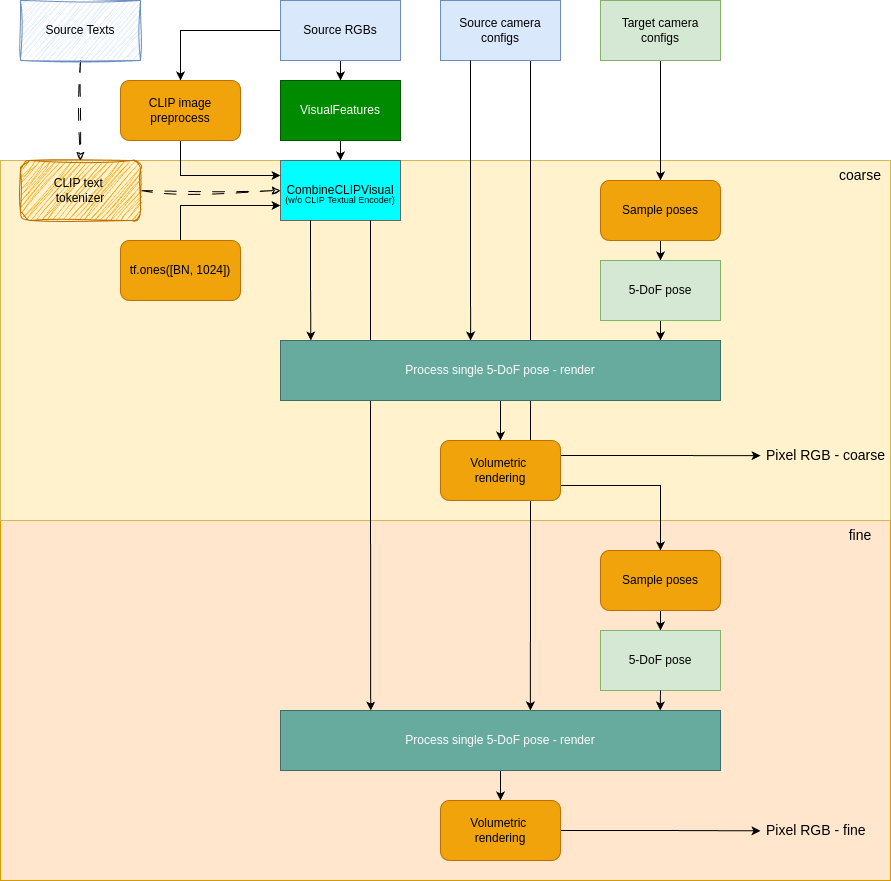 Source Texts
Source RGBs
Source camera
configs
Target camera
configs
CLIP image
preprocess
VisualFeatures
coarse
CLIP text
tokenizer
CombineCLIPVisual
(w/o CLIP Textual Encoder)
Sample poses
tf.ones([BN, 1024])
5-DoF pose
Process single 5-DoF pose - render
Volumetric
rendering
Pixel RGB - coarse
fine
Sample poses
5-DoF pose
Process single 5-DoF pose - render
Volumetric
rendering
Pixel RGB - fine